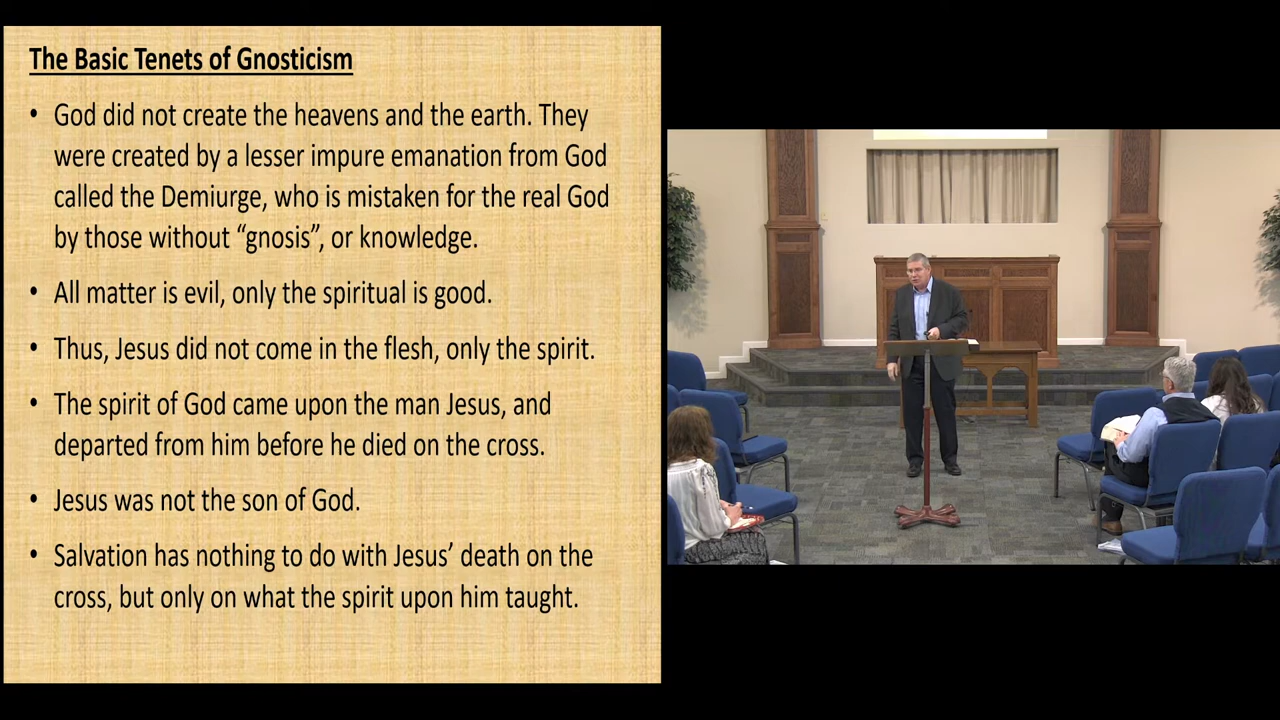 The Basic Tenets of Gnosticism
• God did not create the heavens and the earth. They
were created by a lesser impure emanation from God
called the Demiurge, who is mistaken for the real God
by those without “gnosis”, or knowledge.
• All matter is evil, only the spiritual is good.
• Thus, Jesus did not come in the flesh, only the spirit.
• The spirit of God came upon the man Jesus, and
departed from him before he died on the cross.
• Jesus was not the son of God.
• Salvation has nothing to do with Jesus’ death on the
cross, but only on what the spirit upon him taught.